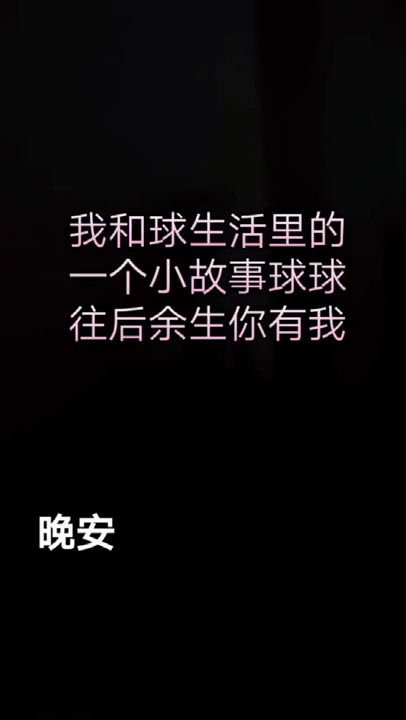 我和球生活里的
一个小故事球球
往后余生你有我
晚安